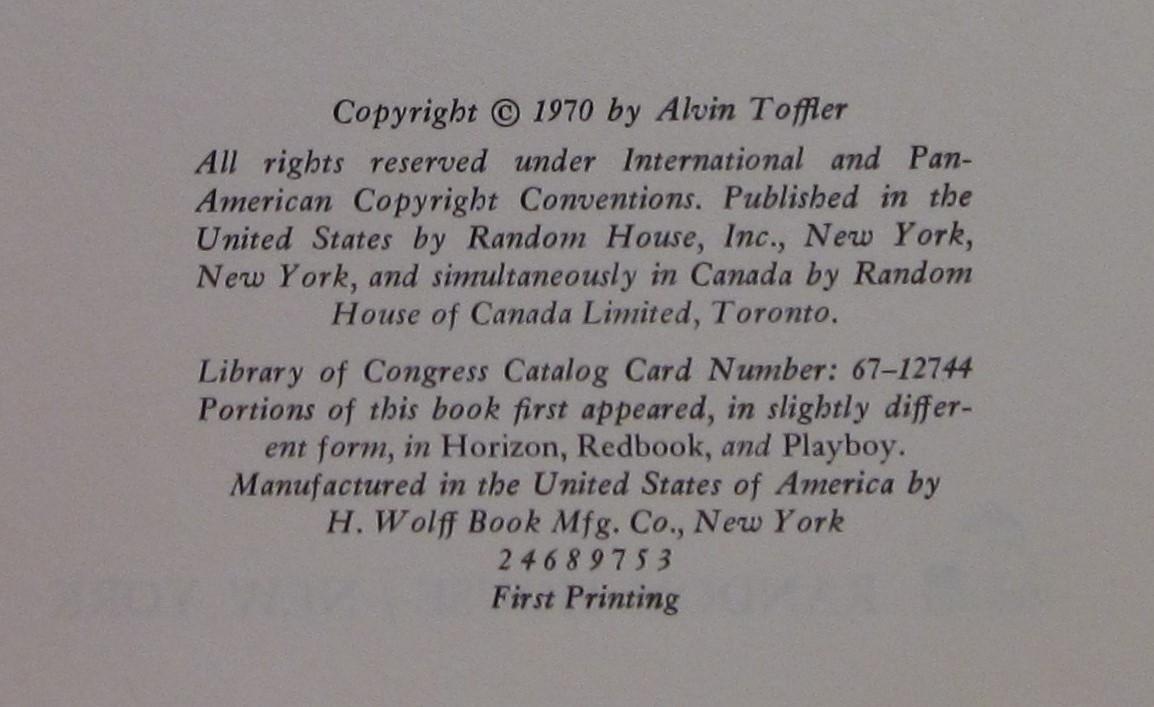 Copyright © 1970 by Alvin Toffler
All rights reserved under International and Pan-
American Copyright Conventions. Published in the
United States by Random House, Inc., New York,
New York, and simultaneously in Canada by Random
House of Canada Limited, Toronto.
Library of Congress Catalog Card Number: 67–12744
Portions of this book first appeared, in slightly differ-
ent form, in Horizon, Redbook, and Playboy.
Manufactured in the United States of America by
H. Wolff Book Mfg. Co., New York
2 4 6 8 9 7 5 3
First Printing